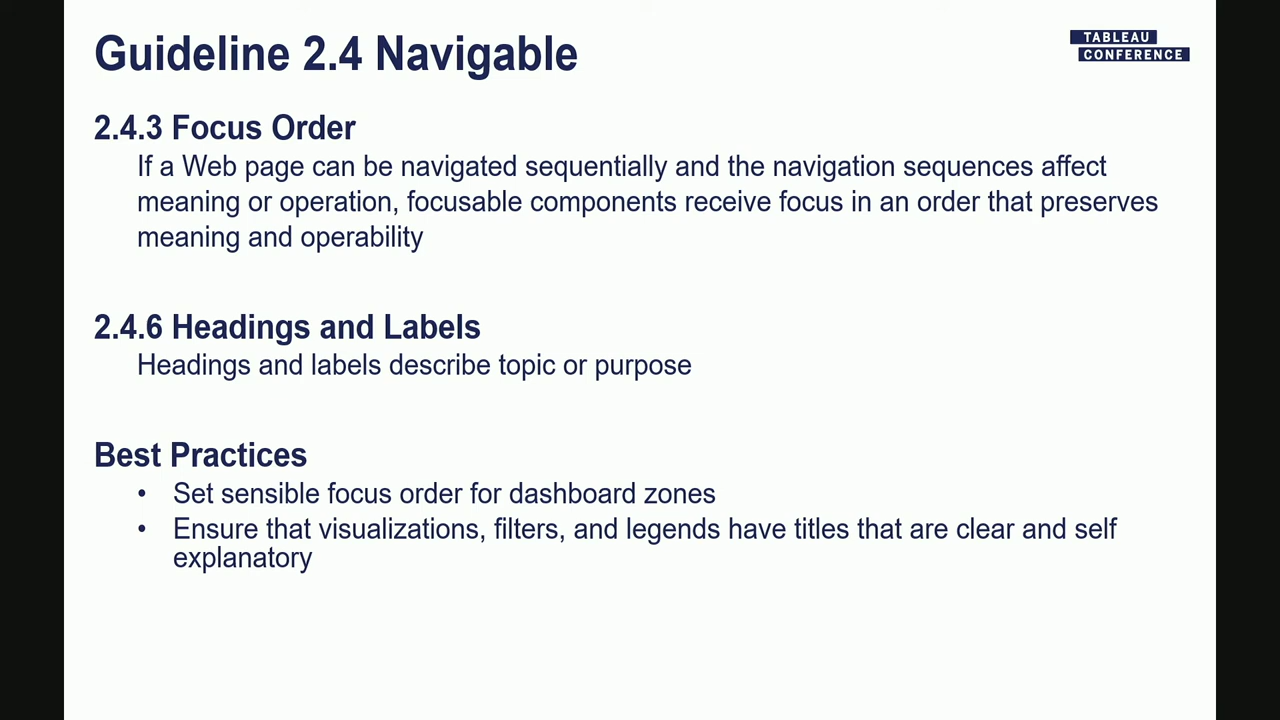 Guideline 2.4 Navigable
TABLEAU
CONFERENCE
2.4.3 Focus Order
If a Web page can be navigated sequentially and the navigation sequences affect
meaning or operation, focusable components receive focus in an order that preserves
meaning and operability
2.4.6 Headings and Labels
Headings and labels describe topic or purpose
Best Practices
• Set sensible focus order for dashboard zones
• Ensure that visualizations, filters, and legends have titles that are clear and self
explanatory